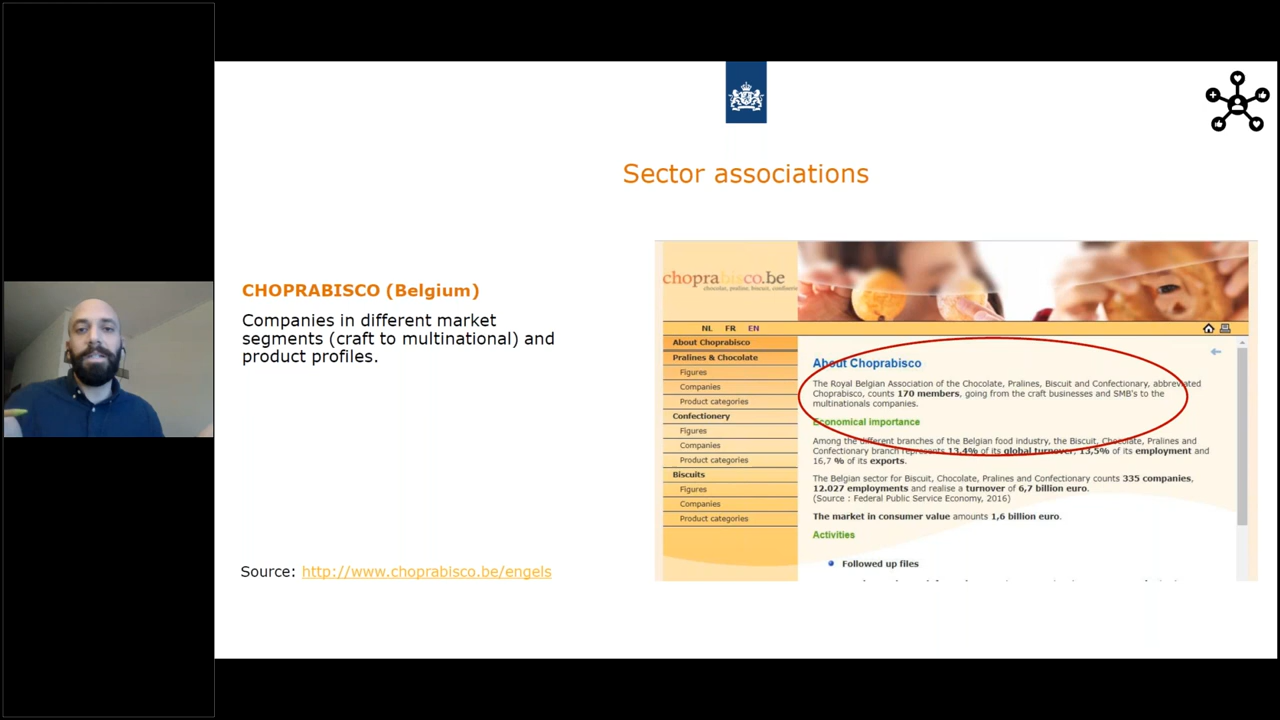 Sector associations
CHOPRABISCO (Belgium)
Companies in different market
segments (craft to multinational) and
product profiles.
Source: http://www.choprabisco.be/engels
choprabisco.be
chocolate, praline, biscuit, confiserie
NL FR EN
About Choprabisco
Pralines & Chocolate
Figures
Companies
Product categories
Confectionery
Figures
Companies
Product categories
Biscuits
Figures
Companies
Product categories
About Choprabisco
The Royal Belgian Association of the Chocolate, Pralines, Biscuit and Confectionary, abbreviated
Choprabisco, counts 170 members, going from the craft businesses and SMB's to the
multinationals companies.
Economical importance
Among the different branches of the Belgian food industry, the Biscuit, Chocolate, Pralines and
Confectionery branch represents 13,4% of its global turnover, 13,5% of its employment and
16,7 % of its exports.
The Belgian sector for Biscuit, Chocolate, Pralines and Confectionary counts 335 companies,
12.027 employments and realise a turnover of 6,7 billion euro.
(Source : Federal Public Service Economy, 2016)
The market in consumer value amounts 1,6 billion euro.
Activities
Followed up files